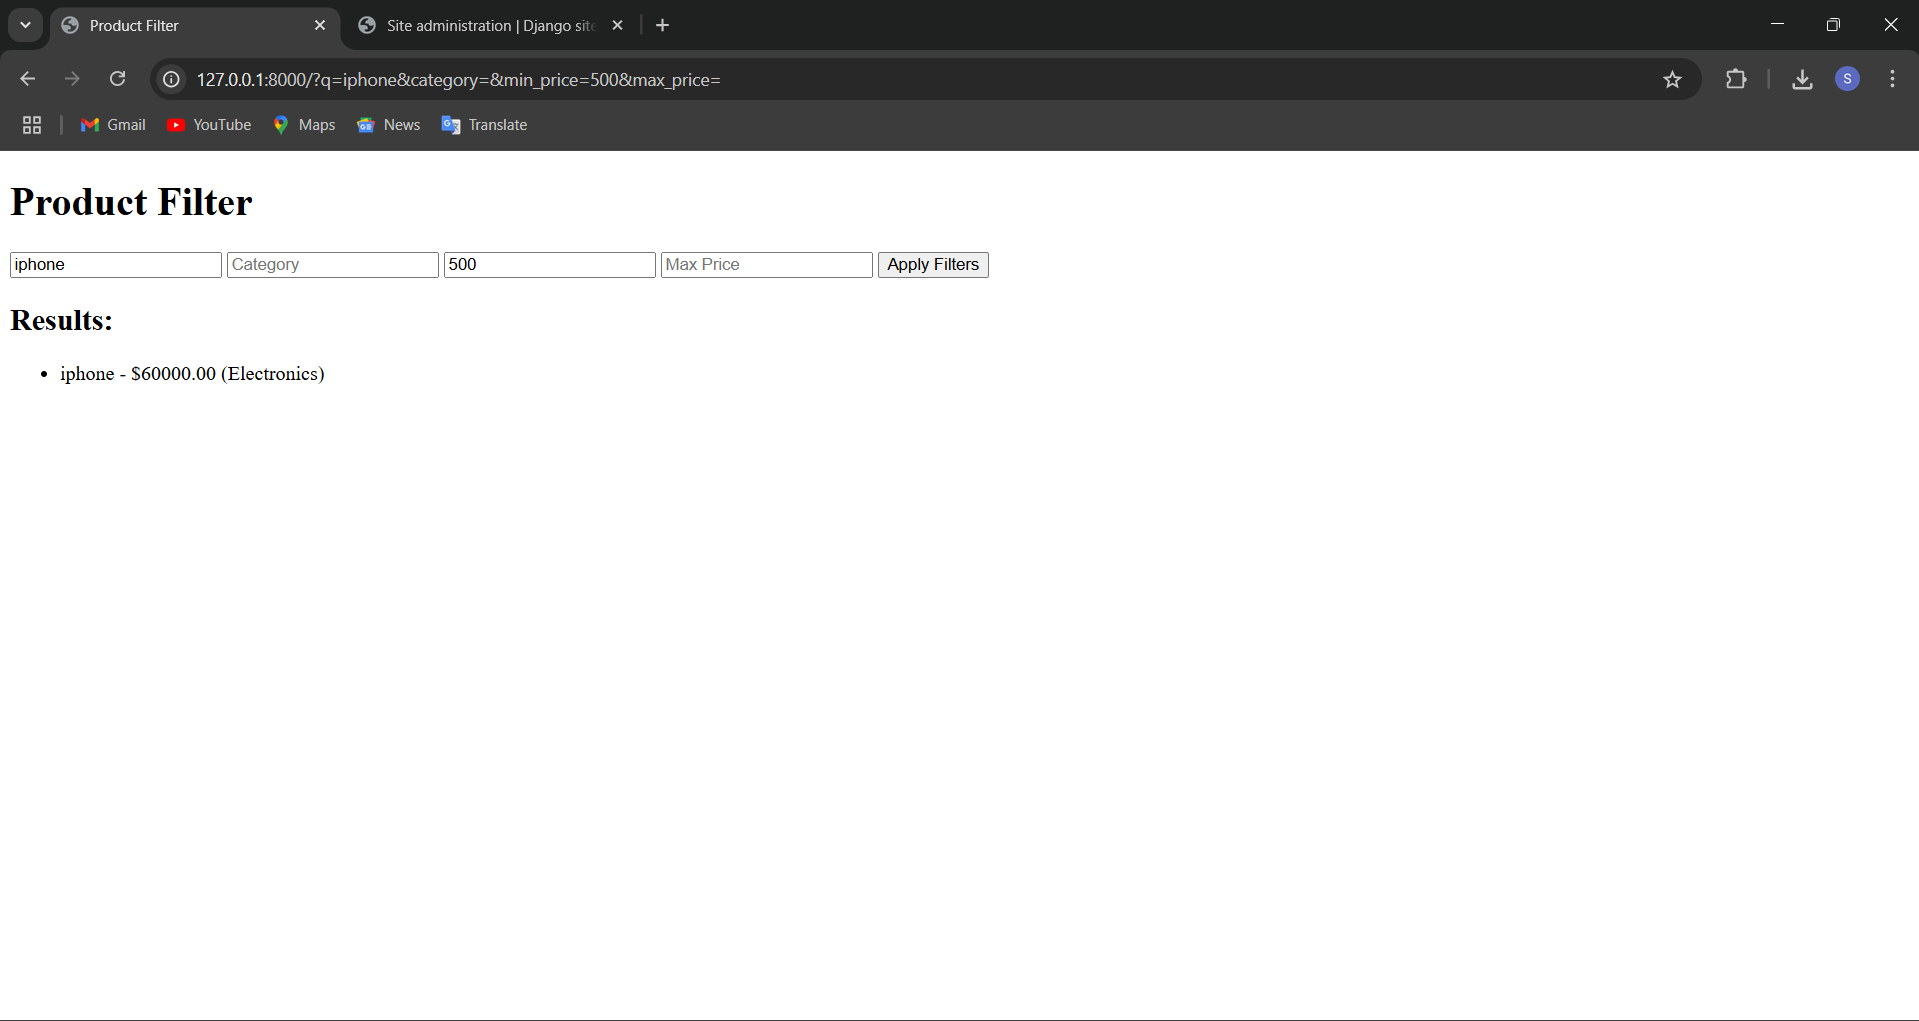 Product Filter
Site administration | Django site
127.0.0.1:8000/?q=iphone&category=&min_price=500&max_price=
S
Gmail
YouTube
Maps
News
Translate
Product Filter
iphone
Category
500
Max Price
Apply Filters
Results:
• iphone - $60000.00 (Electronics)